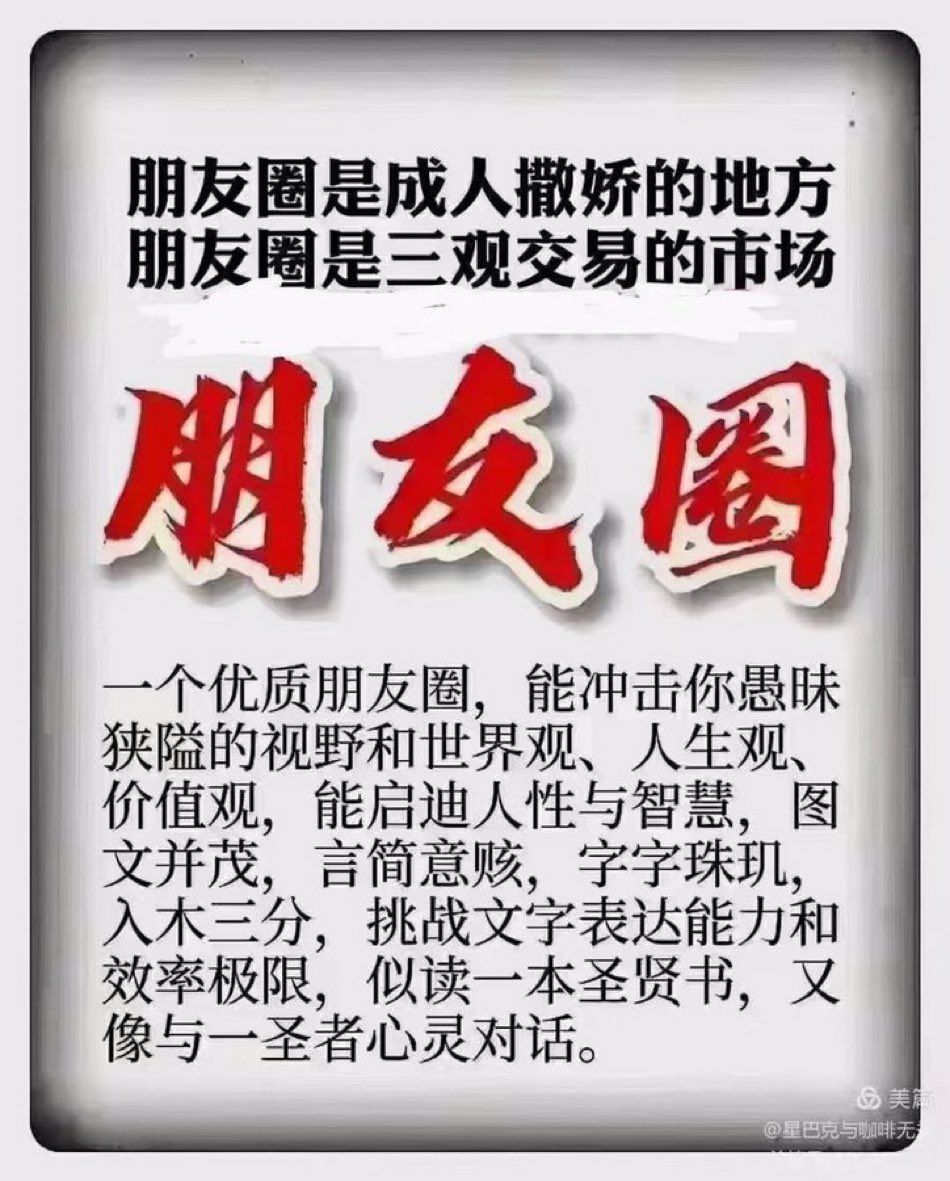 朋友圈是成人撒娇的地方
朋友圈是三观交易的市场
朋友圈
一个优质朋友圈，能冲击你愚昧
狭隘的视野和世界观、人生观、
价值观，能启迪人性与智慧，图
文并茂，言简意赅，字字珠玑，
入木三分，挑战文字表达能力和
效率极限，似读一本圣贤书，又
像与一圣者心灵对话。
美篇
@星巴克与咖啡无